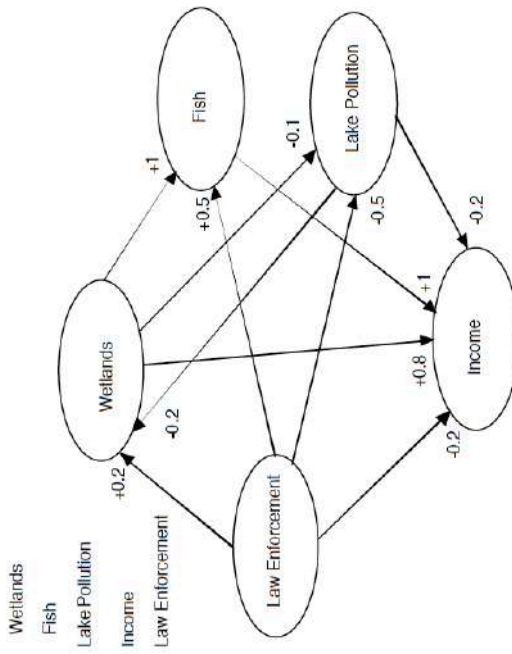 Wetlands
Fish
Lake Pollution
Income
Law Enforcement
Wetlands
+1
Fish
+0.2
-0.2
+0.5
-0.1
Law Enforcement
Lake Pollution
-0.5
+0.8
+1
-0.2
-0.2
Income